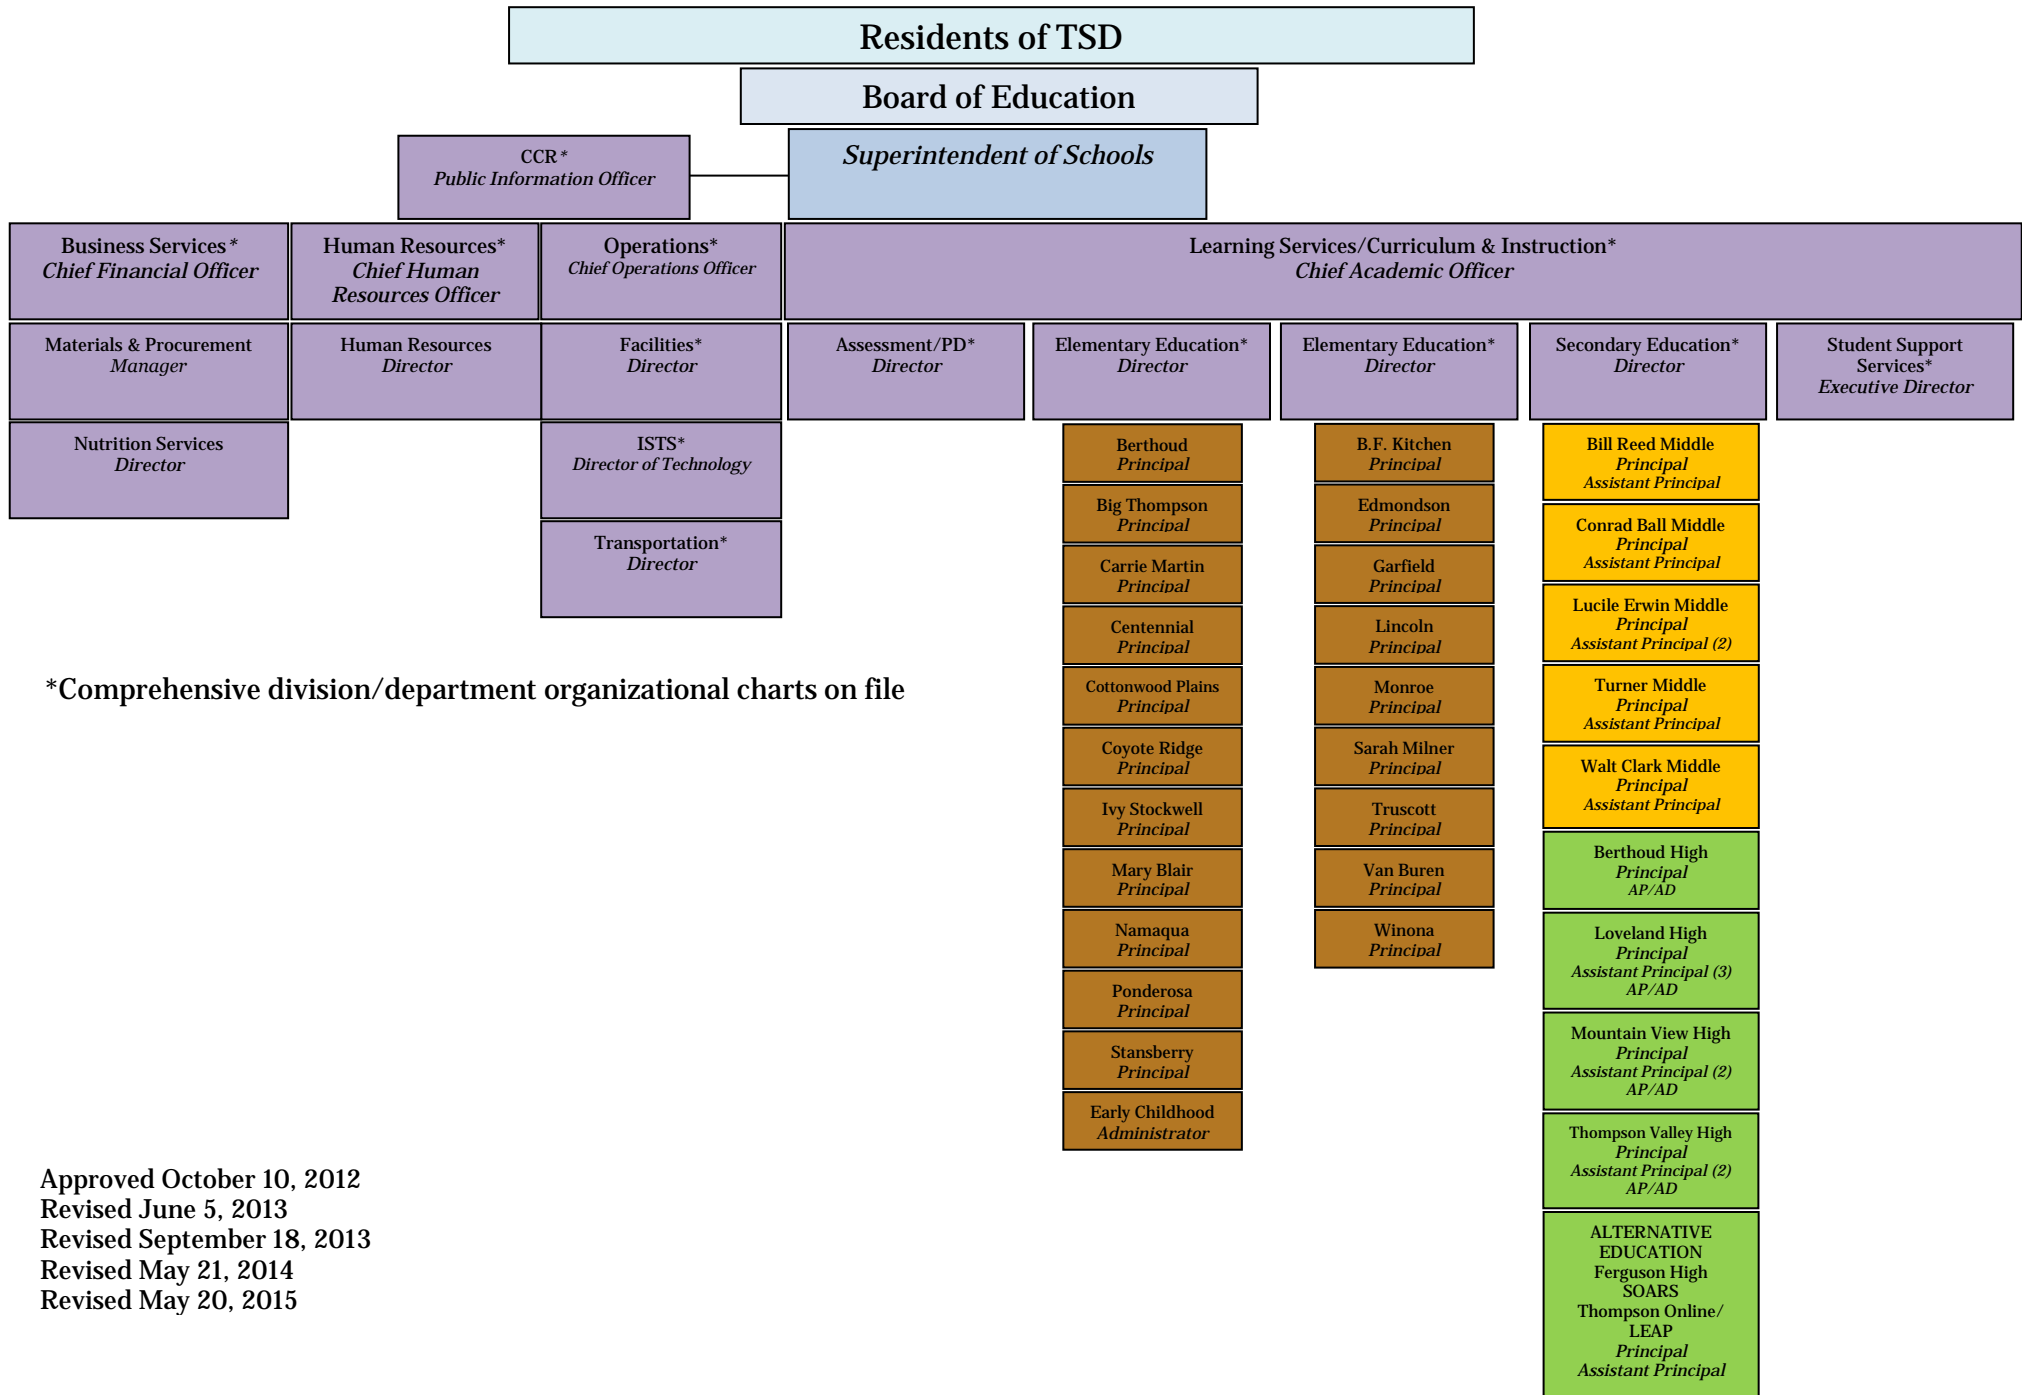 Residents of TSD
Board of Education
CCR*
Public Information Officer
Superintendent of Schools
Business Services*
Chief Financial Officer
Human Resources*
Chief Human
Resources Officer
Operations*
Chief Operations Officer
Learning Services/Curriculum & Instruction*
Chief Academic Officer
Materials & Procurement
Manager
Human Resources
Director
Facilities*
Director
Assessment/PD*
Director
Elementary Education*
Director
Elementary Education*
Director
Secondary Education*
Director
Student Support
Services*
Executive Director
Nutrition Services
Director
ISTS*
Director of Technology
Transportation*
Director
Berthoud
Principal
Big Thompson
Principal
Carrie Martin
Principal
Centennial
Principal
Cottonwood Plains
Principal
Coyote Ridge
Principal
Ivy Stockwell
Principal
Mary Blair
Principal
Namaqua
Principal
Ponderosa
Principal
Stansberry
Principal
Early Childhood
Administrator
B.F. Kitchen
Principal
Edmondson
Principal
Garfield
Principal
Lincoln
Principal
Monroe
Principal
Sarah Milner
Principal
Truscott
Principal
Van Buren
Principal
Winona
Principal
Bill Reed Middle
Principal
Assistant Principal
Conrad Ball Middle
Principal
Assistant Principal
Lucile Erwin Middle
Principal
Assistant Principal (2)
Turner Middle
Principal
Assistant Principal
Walt Clark Middle
Principal
Assistant Principal
Berthoud High
Principal
AP/AD
Loveland High
Principal
Assistant Principal (3)
AP/AD
Mountain View High
Principal
Assistant Principal (2)
AP/AD
Thompson Valley High
Principal
Assistant Principal (2)
AP/AD
ALTERNATIVE
EDUCATION
Ferguson High
SOARS
Thompson Online/
LEAP
Principal
Assistant Principal
*Comprehensive division/department organizational charts on file
Approved October 10, 2012
Revised June 5, 2013
Revised September 18, 2013
Revised May 21, 2014
Revised May 20, 2015